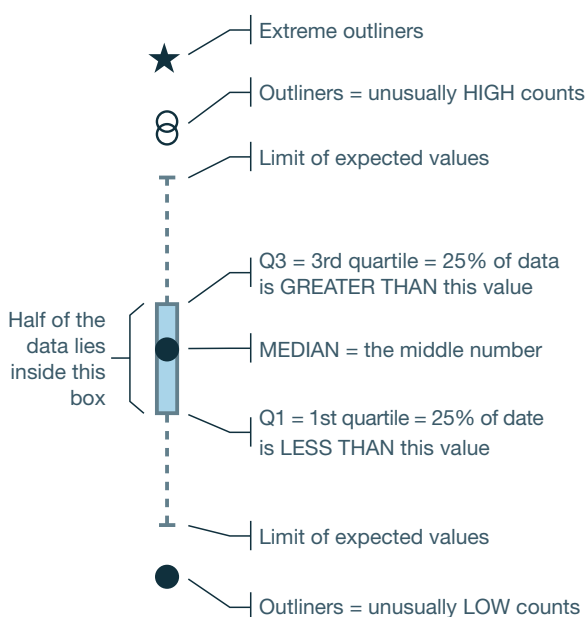 Extreme outliners
Outliners = unusually HIGH counts
Limit of expected values
Q3 = 3rd quartile = 25% of data
is GREATER THAN this value
Half of the
data lies
inside this
box
MEDIAN = the middle number
Q1 = 1st quartile = 25% of date
is LESS THAN this value
Limit of expected values
Outliners = unusually LOW counts